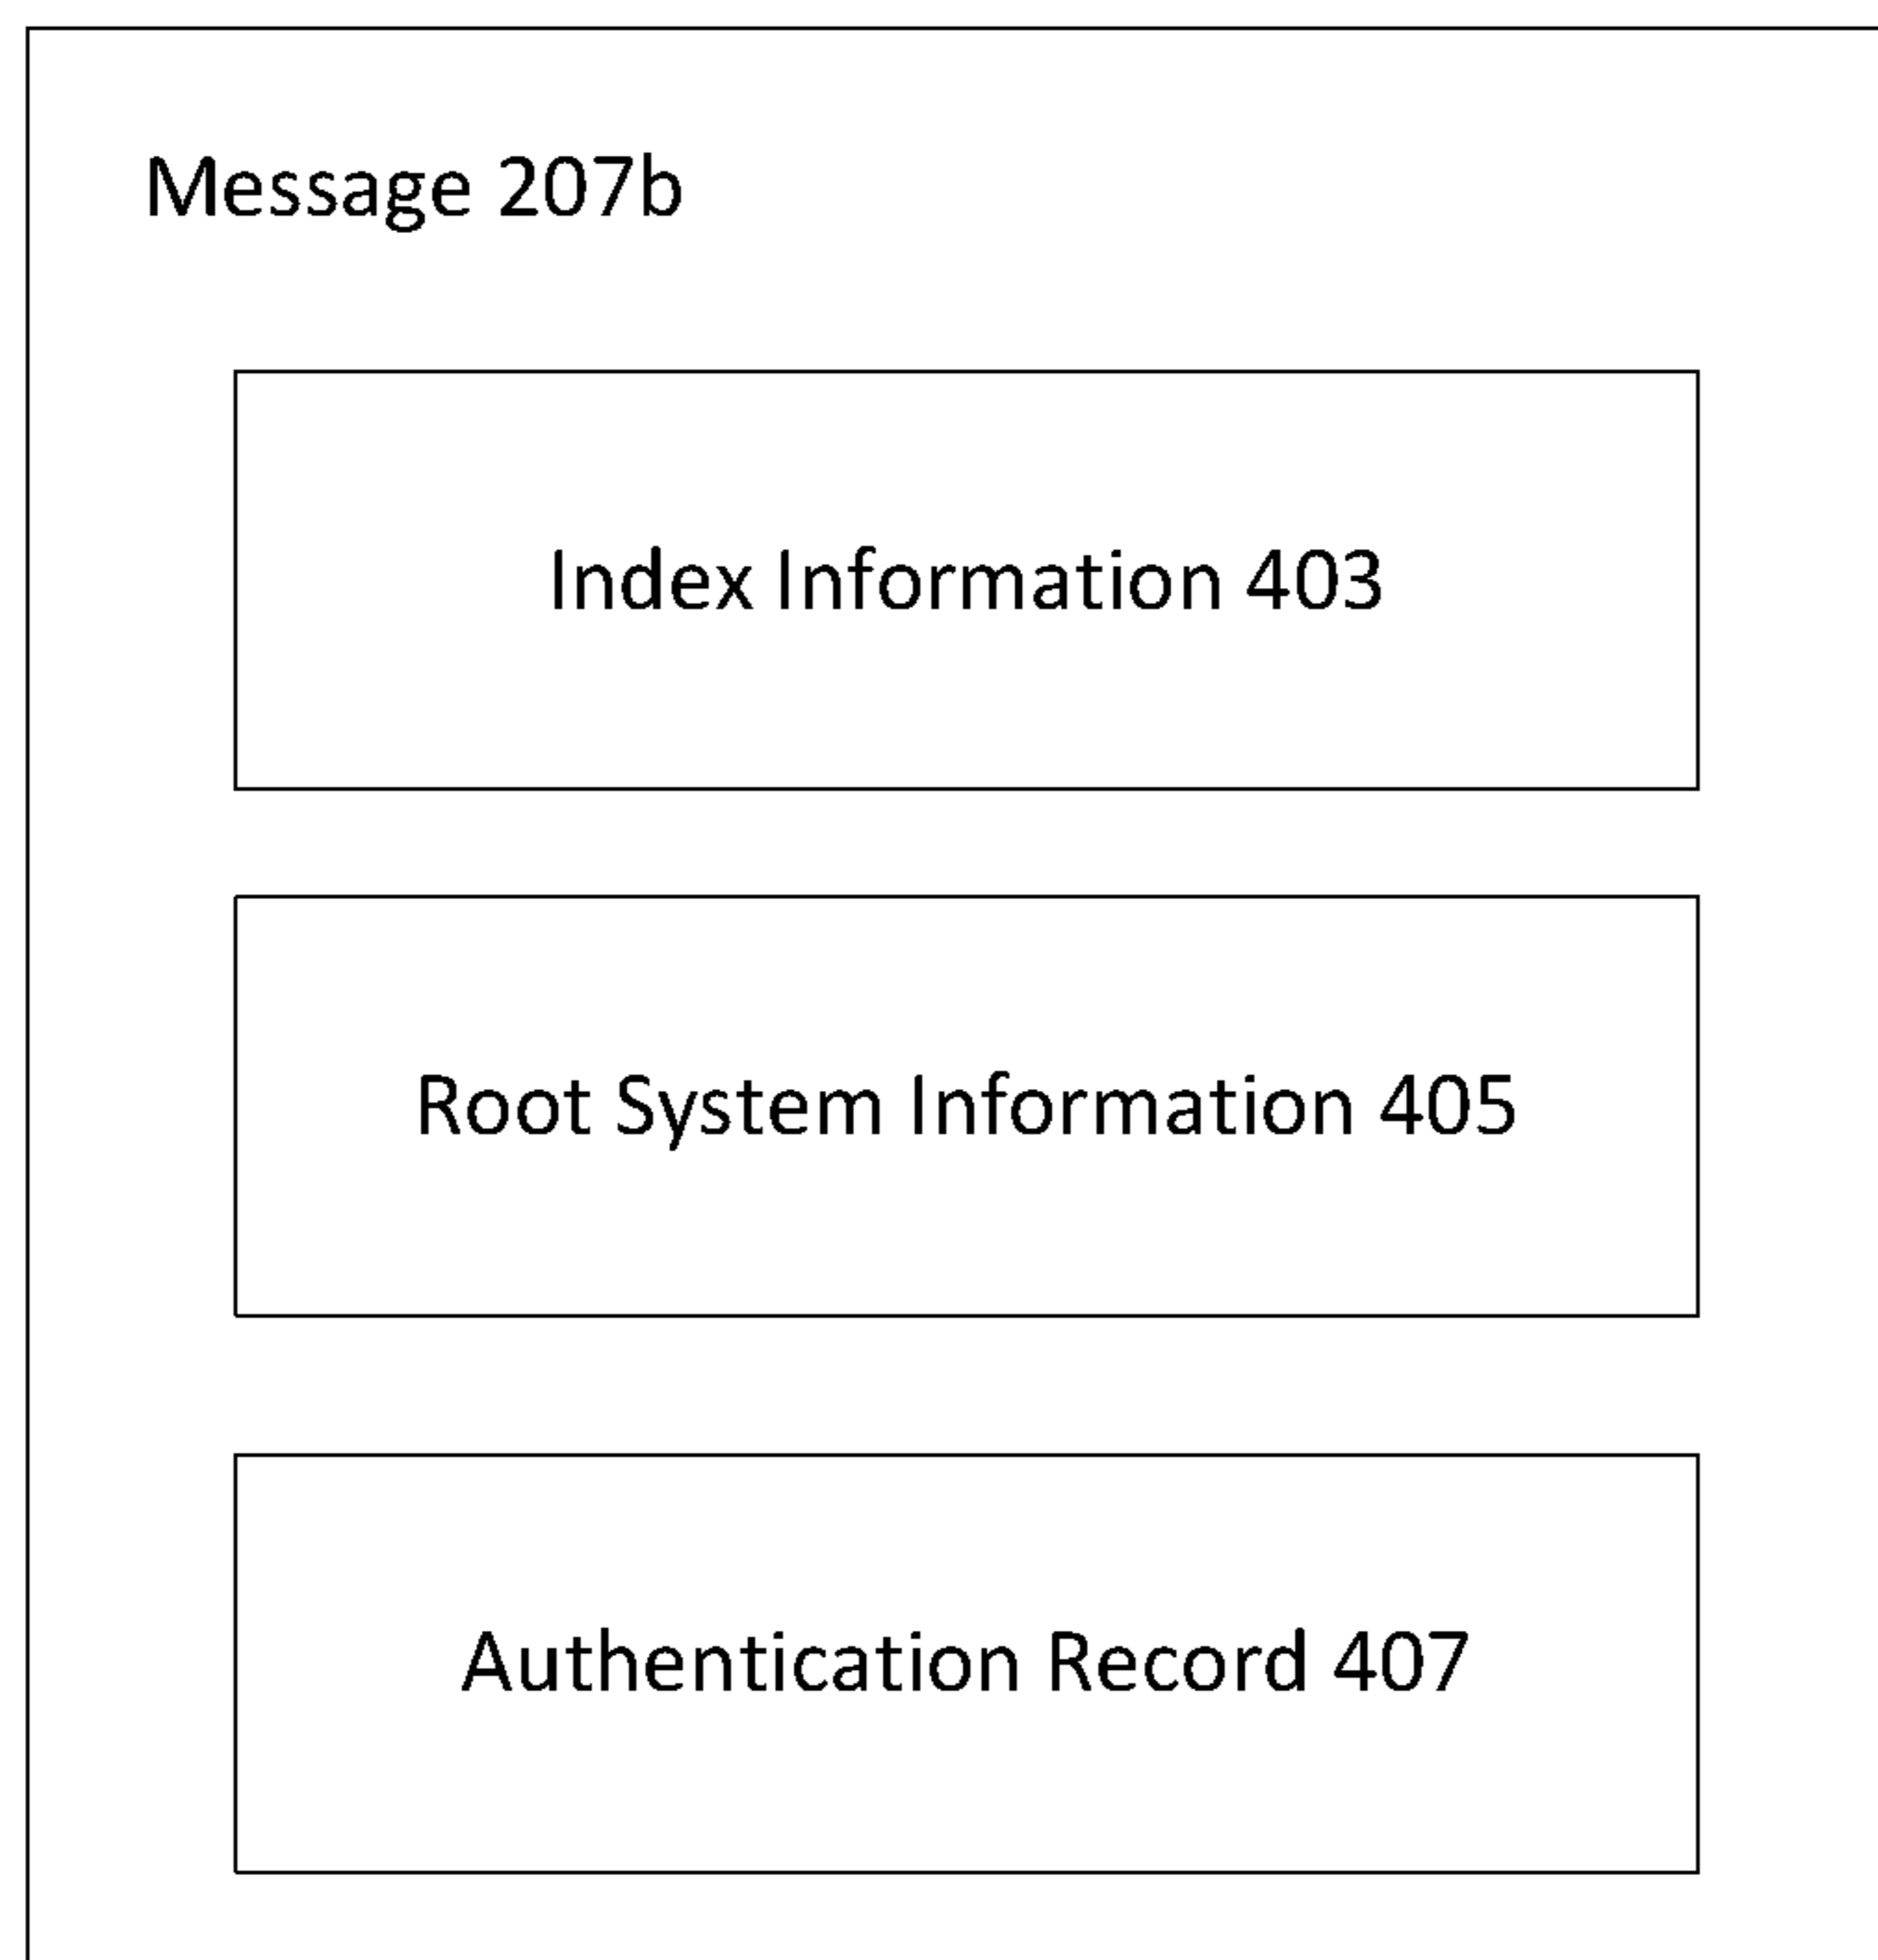 Message 207b
Index Information 403
Root System Information 405
Authentication Record 407